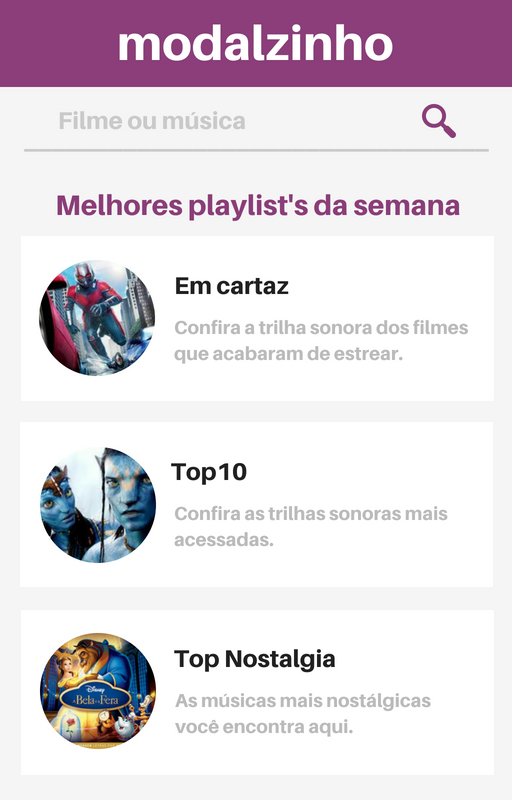 modalzinho
Filme ou música
Melhores playlist's da semana
Em cartaz
Confira a trilha sonora dos filmes
que acabaram de estrear.
Top10
Confira as trilhas sonoras mais
acessadas.
Disney
A Bela e a Fera
Top Nostalgia
As músicas mais nostálgicas
você encontra aqui.